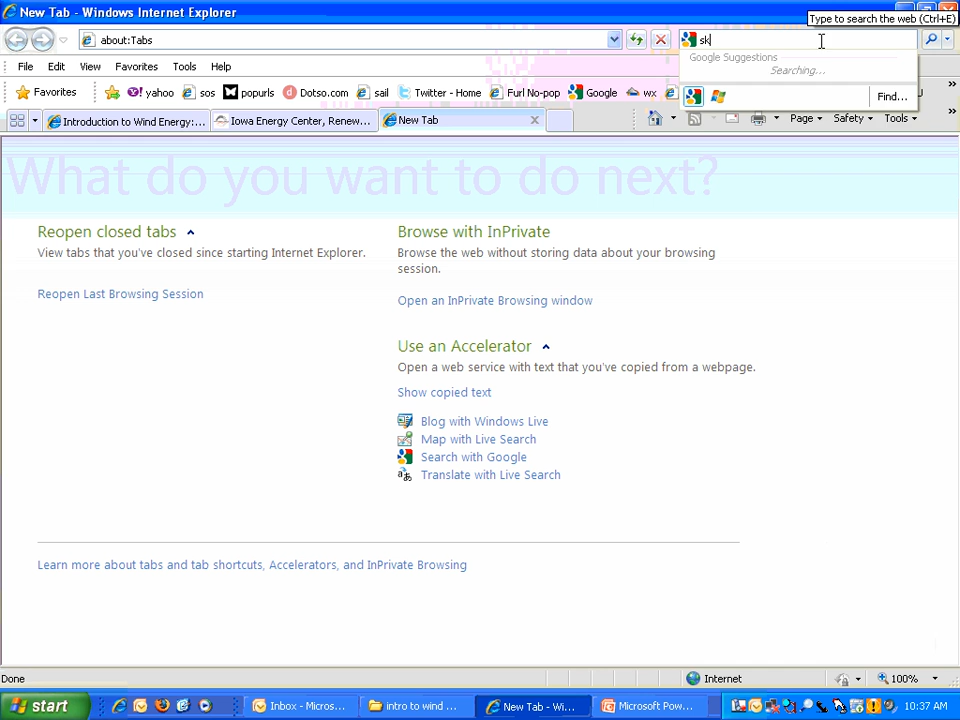 New Tab - Windows Internet Explorer
Type to search the web (Ctrl+E)
about:Tabs
sk
Google Suggestions
Searching...
File Edit View Favorites Tools Help
Favorites yahoo sos popurls Dotso.com sail Twitter - Home Furl No-pop Google wx
Find...
Introduction to Wind Energy:... Iowa Energy Center, Renew... New Tab
Page Safety Tools
What do you want to do next?
Reopen closed tabs
View tabs that you've closed since starting Internet Explorer.
Reopen Last Browsing Session
Browse with InPrivate
Browse the web without storing data about your browsing
session.
Open an InPrivate Browsing window
Use an Accelerator
Open a web service with text that you've copied from a webpage.
Show copied text
Blog with Windows Live
Map with Live Search
Search with Google
Translate with Live Search
Learn more about tabs and tab shortcuts, Accelerators, and InPrivate Browsing
Done
Internet
100%
start
Inbox - Micros...
intro to wind ...
New Tab - Wi...
Microsoft Pow...
10:37 AM